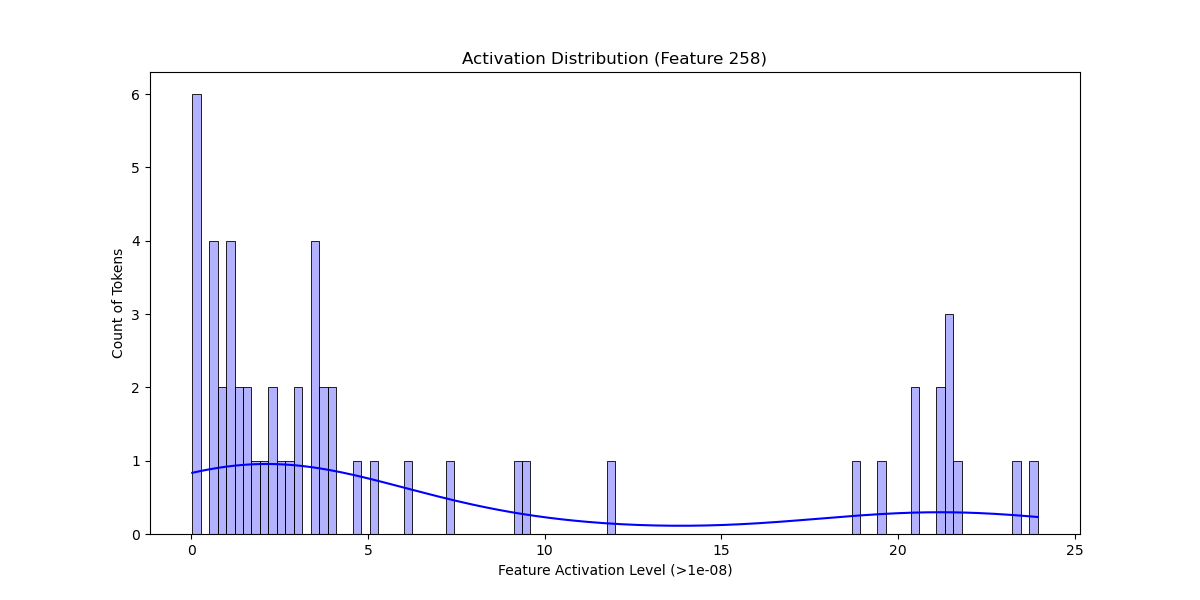 Activation Distribution (Feature 258)
6
5
4
3
2
1
0
Count of Tokens
0 5 10 15 20 25
Feature Activation Level (>1e-08)